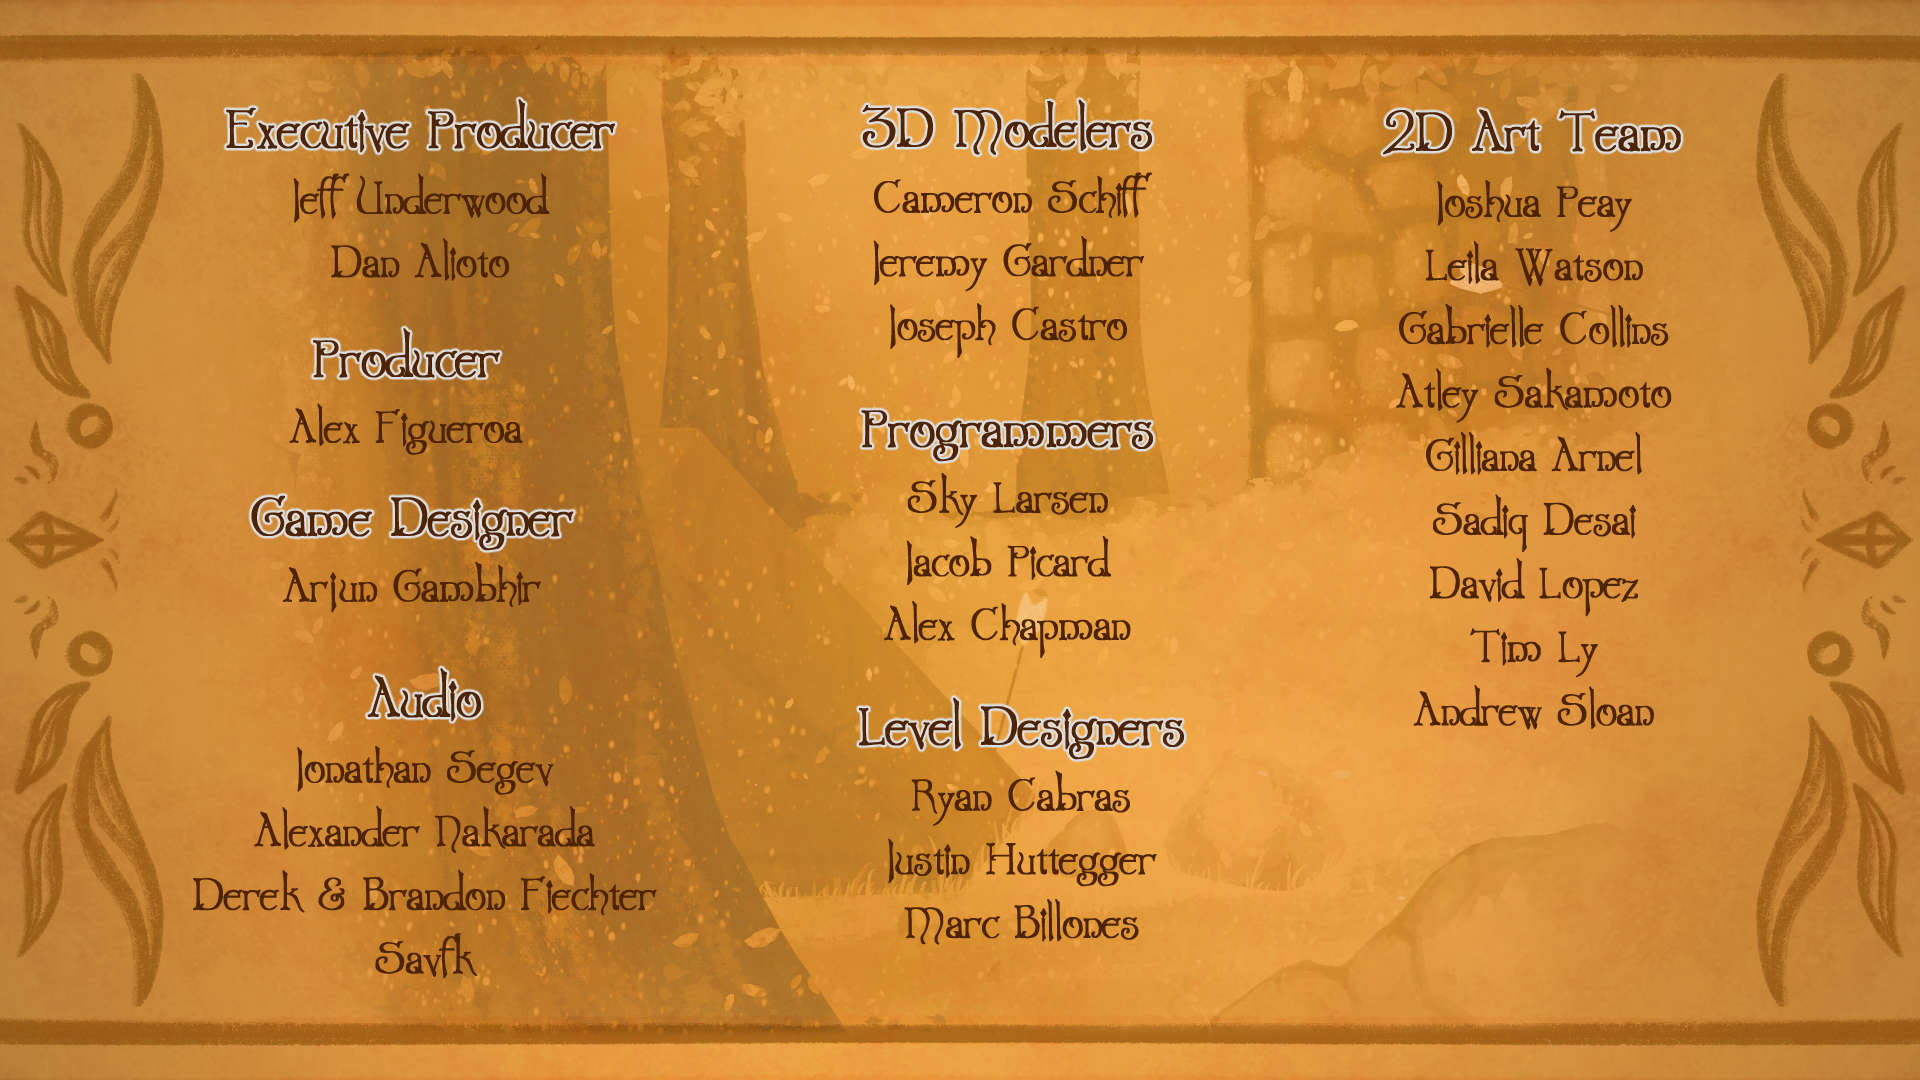 Executive Producer
Jeff Underwood
Dan Alioto
Producer
Alex Figueroa
Game Designer
Arjun Gambhir
Audio
Jonathan Segev
Alexander Nakarada
Derek & Brandon Fiechter
Savfk
3D Modelers
Cameron Schiff
Jeremy Gardner
Joseph Castro
Programmers
Sky Larsen
Jacob Picard
Alex Chapman
Level Designers
Ryan Cabras
Justin Huttegger
Marc Billones
2D Art Team
Joshua Peay
Leila Watson
Gabrielle Collins
Atley Sakamoto
Gilliana Arnel
Sadiq Desai
David Lopez
Tim Ly
Andrew Sloan